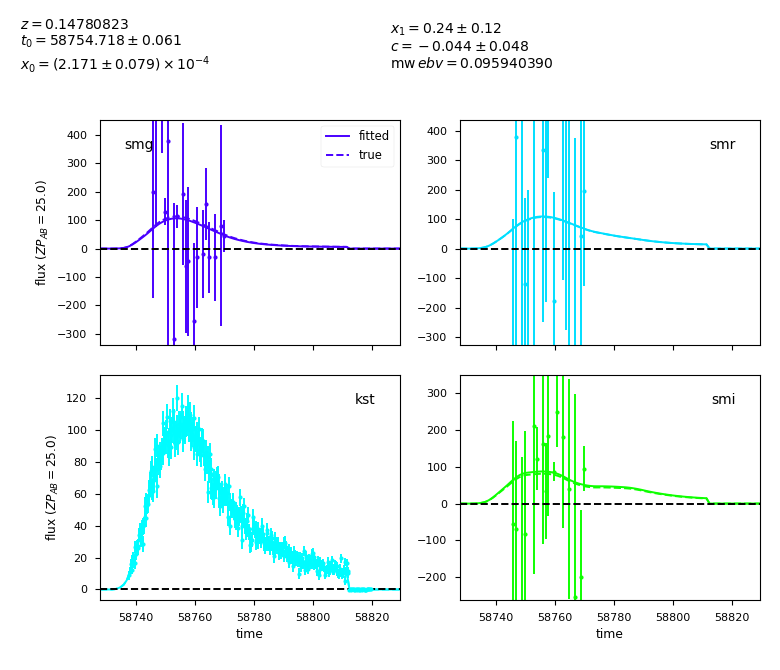 z = 0.14780823
t₀ = 58754.718 ± 0.061
x₀ = (2.171 ± 0.079) × 10⁻⁴
x₁ = 0.24 ± 0.12
c = −0.044 ± 0.048
mw ebv = 0.095940390
smg
fitted
true
400
300
200
100
0
−100
−200
−300
flux (ZP_AB = 25.0)
smr
400
300
200
100
0
−100
−200
−300
kst
120
100
80
60
40
20
0
flux (ZP_AB = 25.0)
58740 58760 58780 58800 58820
time
smi
300
200
100
0
−100
−200
58740 58760 58780 58800 58820
time